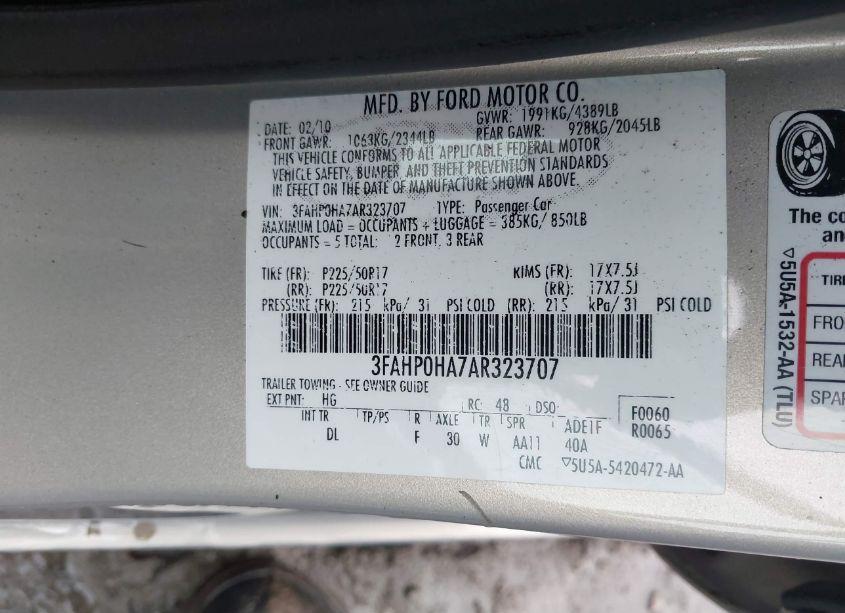 MFD. BY FORD MOTOR CO.
DATE: 02/10 GVWR: 1991KG/4389LB
FRONT GAWR: 1063KG/2344LB REAR GAWR: 928KG/2045LB
THIS VEHICLE CONFORMS TO ALL APPLICABLE FEDERAL MOTOR
VEHICLE SAFETY, BUMPER, AND THEFT PREVENTION STANDARDS
IN EFFECT ON THE DATE OF MANUFACTURE SHOWN ABOVE.
VIN: 3FAHP0HA7AR323707 TYPE: Passenger Car
MAXIMUM LOAD = OCCUPANTS + LUGGAGE = 385KG/ 850LB
OCCUPANTS = 5 TOTAL: 2 FRONT, 3 REAR
TIRE (FR): P225/50R17 RIMS (FR): 17X7.5J
(RR): P225/50R17 (RR): 17X7.5J
PRESSURE (FR): 215 kPa/ 31 PSI COLD (RR): 215 kPa/ 31 PSI COLD
3FAHP0HA7AR323707
TRAILER TOWING - SEE OWNER GUIDE
EXT PNT: HG RC: 48 DSO: F0060
INT TR TP/PS R AXLE TR SPR ADE1F R0065
DL F 30 W AA11 40A
CMC ▽5U5A-5420472-AA
The co
an
▽5U5A-1532-AA (TLU)
TIRE
FRO
REAR
SPAR